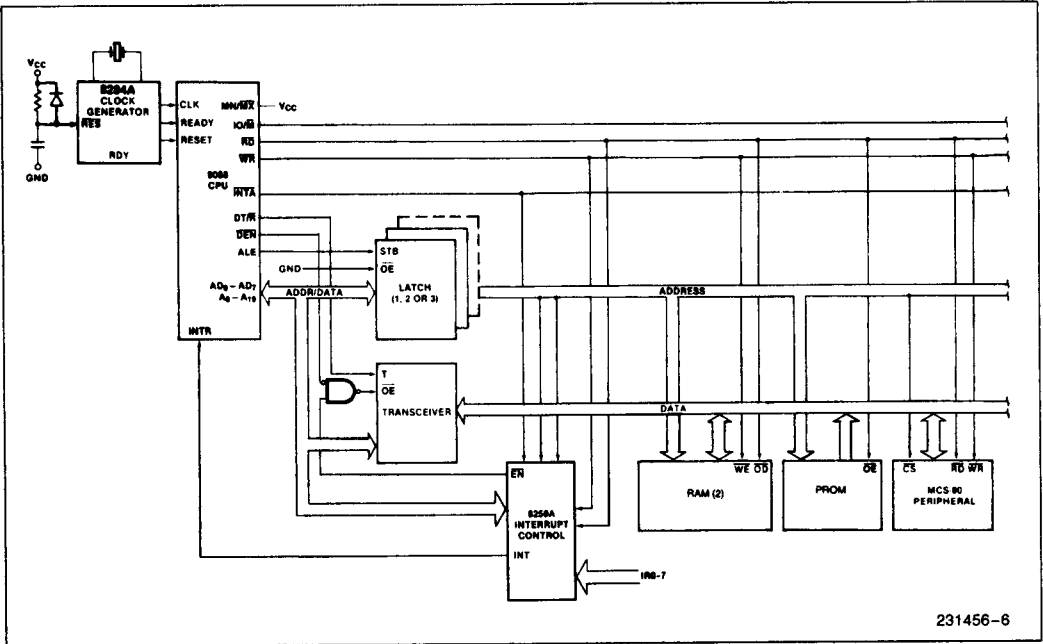 VCC
8284A
CLOCK
GENERATOR
RES
RDY
GND
CLK
READY
RESET
8088
CPU
MN/MX
VCC
IO/M
RD
WR
INTA
DT/R
DEN
ALE
AD0 – AD7
A8 – A19
INTR
GND
ADDR/DATA
STB
OE
LATCH
(1, 2 OR 3)
ADDRESS
T
OE
TRANSCEIVER
DATA
EN
8259A
INTERRUPT
CONTROL
INT
IR0-7
WE OD
RAM (2)
OE
PROM
CS RD WR
MCS 80
PERIPHERAL
231456–6